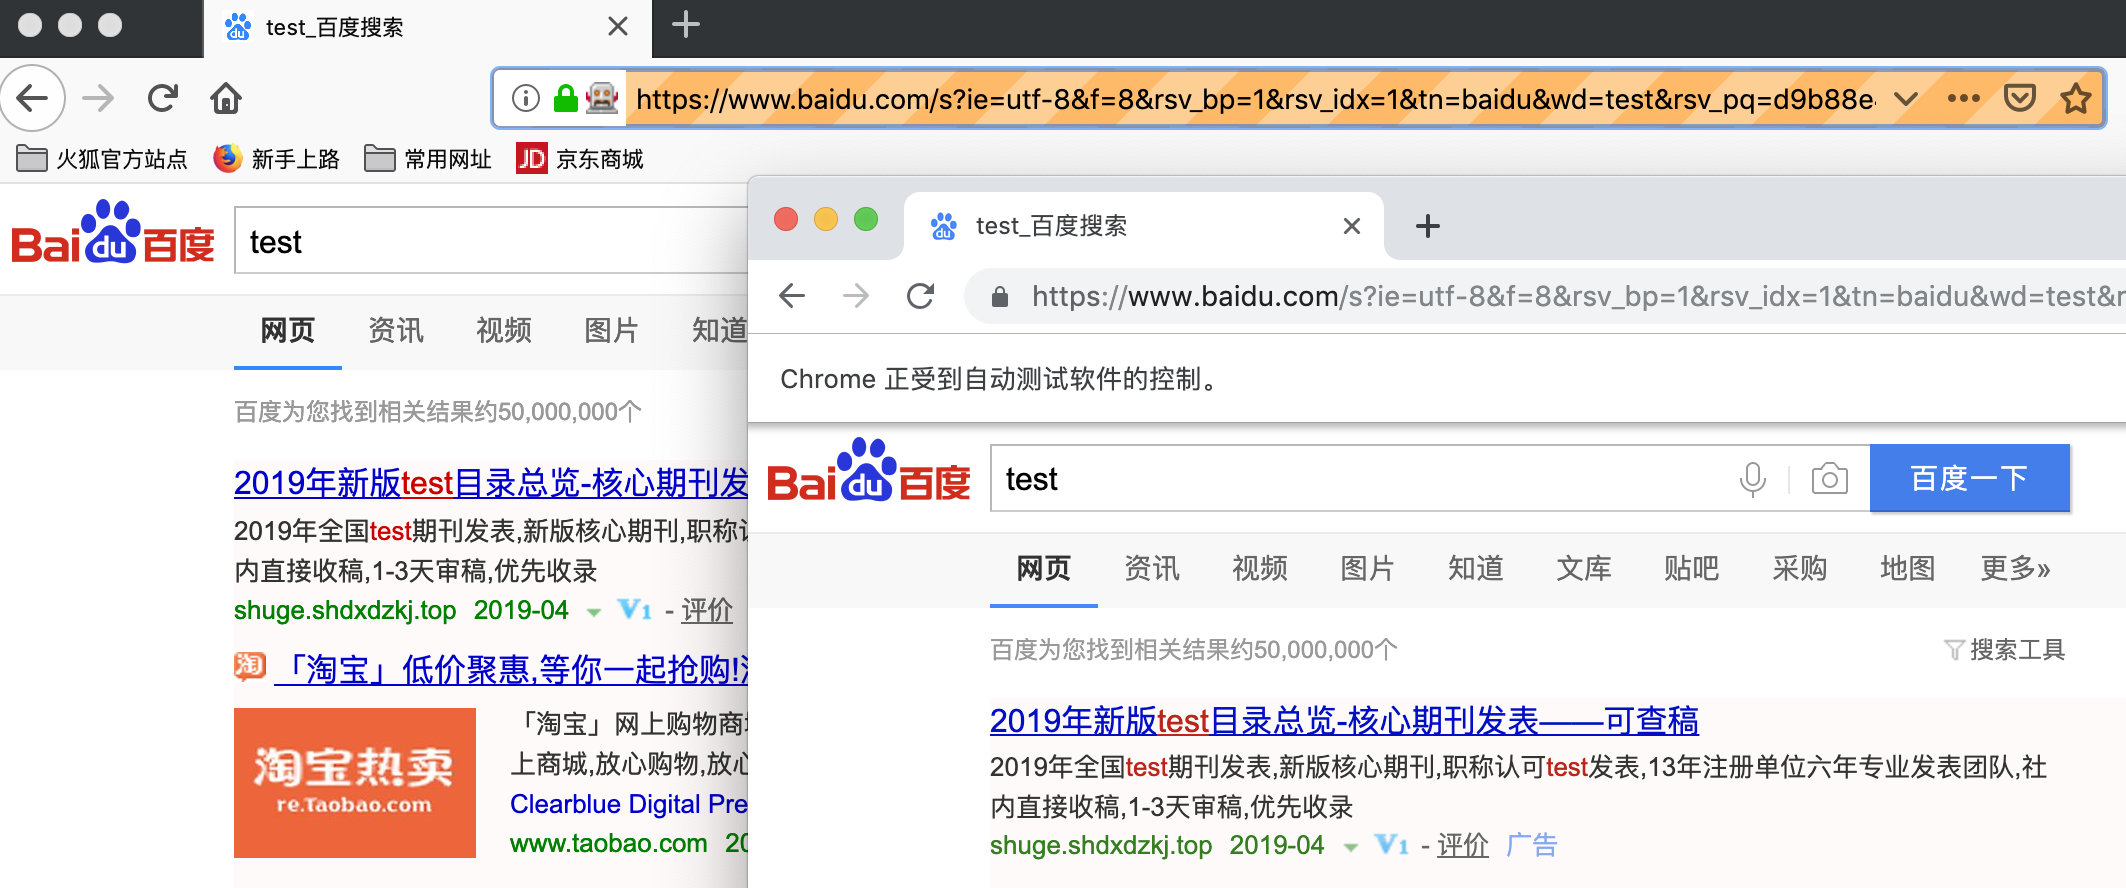 test_百度搜索
https://www.baidu.com/s?ie=utf-8&f=8&rsv_bp=1&rsv_idx=1&tn=baidu&wd=test&rsv_pq=d9b88e
火狐官方站点 新手上路 常用网址 JD 京东商城
Bai du 百度 test
网页 资讯 视频 图片 知道
百度为您找到相关结果约50,000,000个
2019年新版test目录总览-核心期刊发
2019年全国test期刊发表,新版核心期刊,职称
内直接收稿,1-3天审稿,优先收录
shuge.shdxdzkj.top 2019-04 V1 - 评价
淘 「淘宝」低价聚惠,等你一起抢购!
淘宝热卖
re.Taobao.com
「淘宝」网上购物商
上商城,放心购物,放心
Clearblue Digital Pre
www.taobao.com 20
test_百度搜索
https://www.baidu.com/s?ie=utf-8&f=8&rsv_bp=1&rsv_idx=1&tn=baidu&wd=test&r
Chrome 正受到自动测试软件的控制。
Bai du 百度 test 百度一下
网页 资讯 视频 图片 知道 文库 贴吧 采购 地图 更多»
百度为您找到相关结果约50,000,000个 搜索工具
2019年新版test目录总览-核心期刊发表——可查稿
2019年全国test期刊发表,新版核心期刊,职称认可test发表,13年注册单位六年专业发表团队,社
内直接收稿,1-3天审稿,优先收录
shuge.shdxdzkj.top 2019-04 V1 - 评价 广告